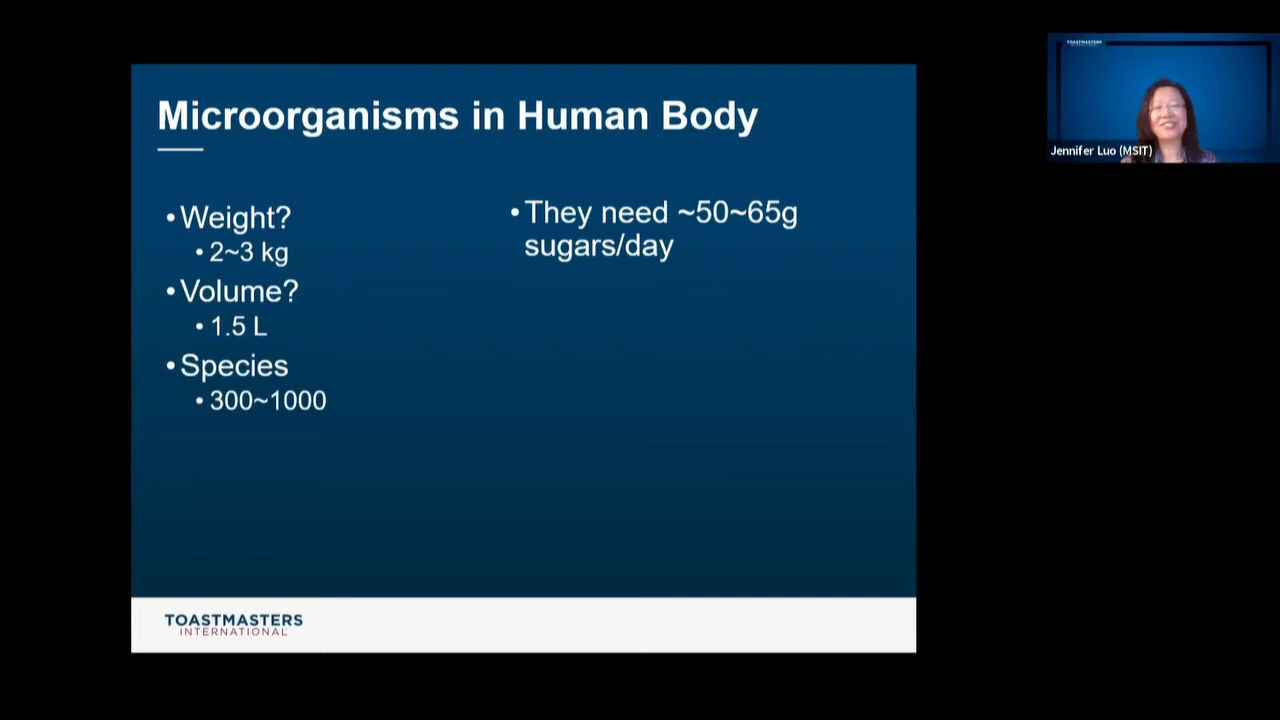 Microorganisms in Human Body
•Weight?
•2~3 kg
•Volume?
•1.5 L
•Species
•300~1000
•They need ~50~65g
sugars/day
TOASTMASTERS
INTERNATIONAL
TOASTMASTERS
Jennifer Luo (MSIT)